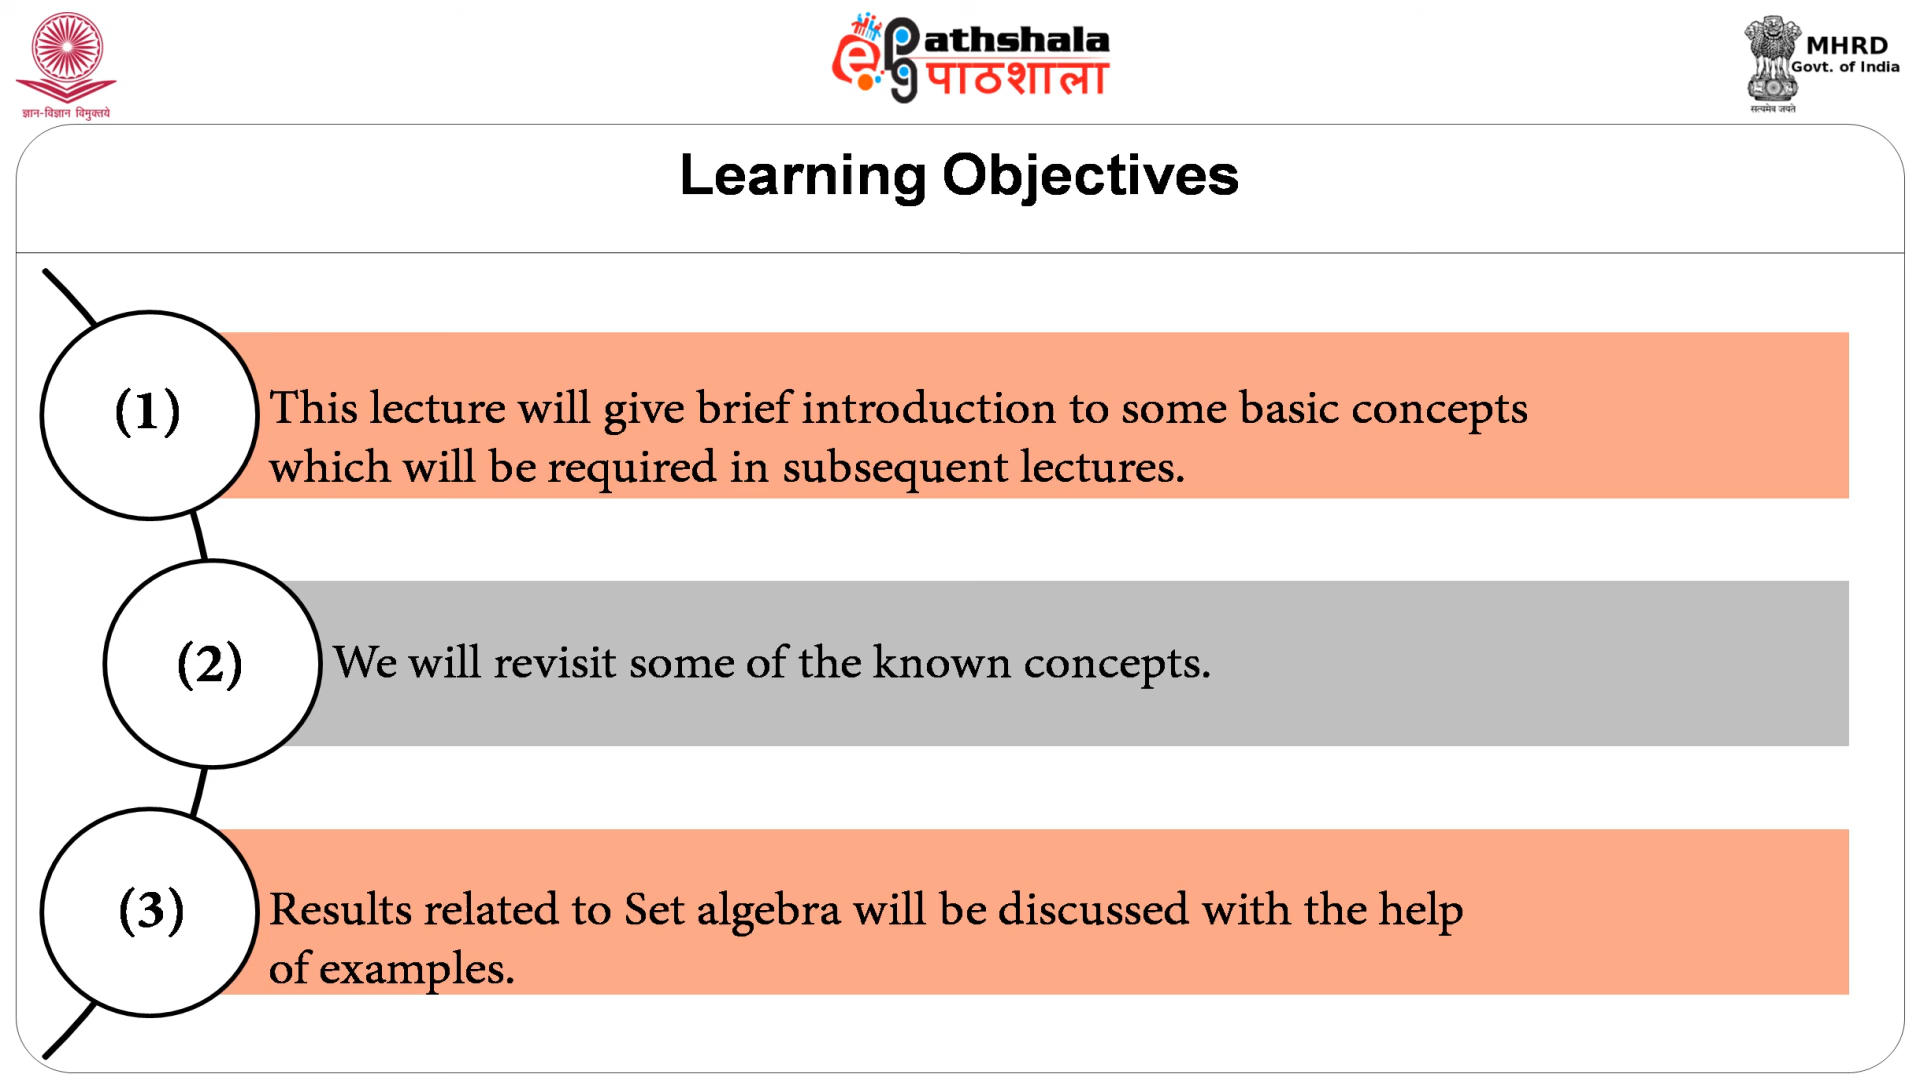 ज्ञान-विज्ञान विमुक्तये
ePathshala
पाठशाला
MHRD
Govt. of India
सत्यमेव जयते
Learning Objectives
(1)
This lecture will give brief introduction to some basic concepts
which will be required in subsequent lectures.
(2)
We will revisit some of the known concepts.
(3)
Results related to Set algebra will be discussed with the help
of examples.